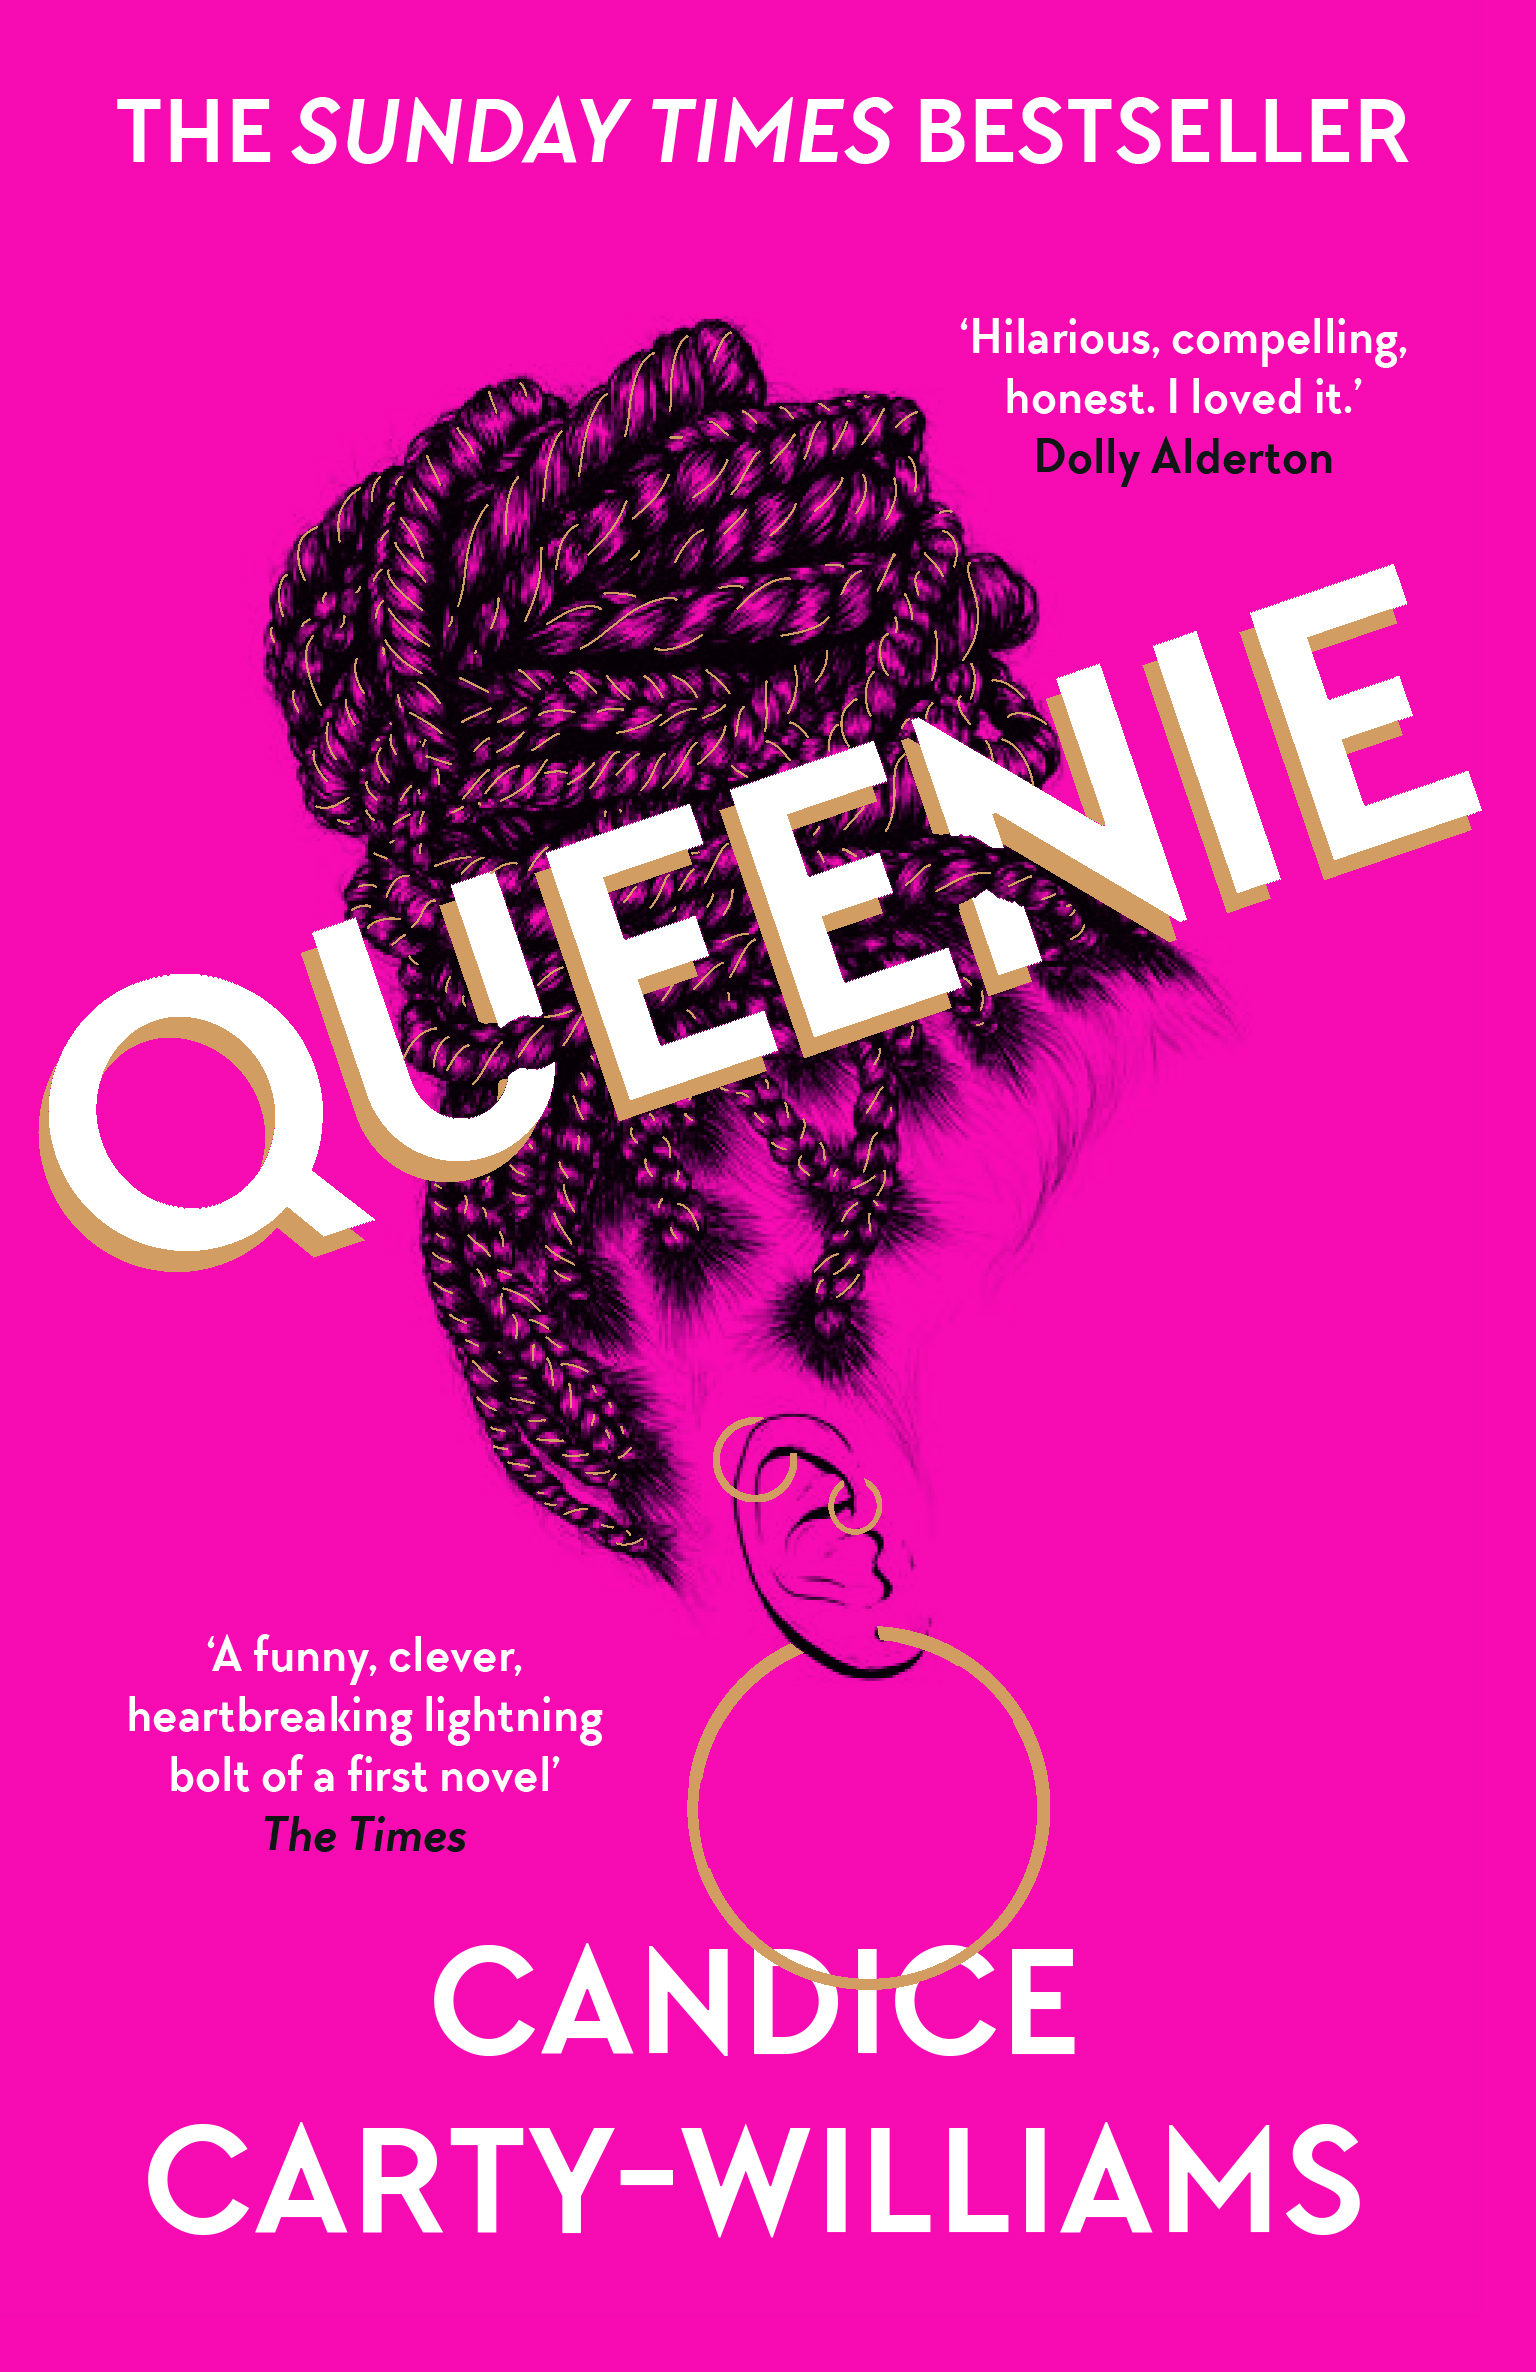 THE SUNDAY TIMES BESTSELLER
‘Hilarious, compelling,
honest. I loved it.’
Dolly Alderton
QUEENIE
‘A funny, clever,
heartbreaking lightning
bolt of a first novel’
The Times
CANDICE
CARTY-WILLIAMS